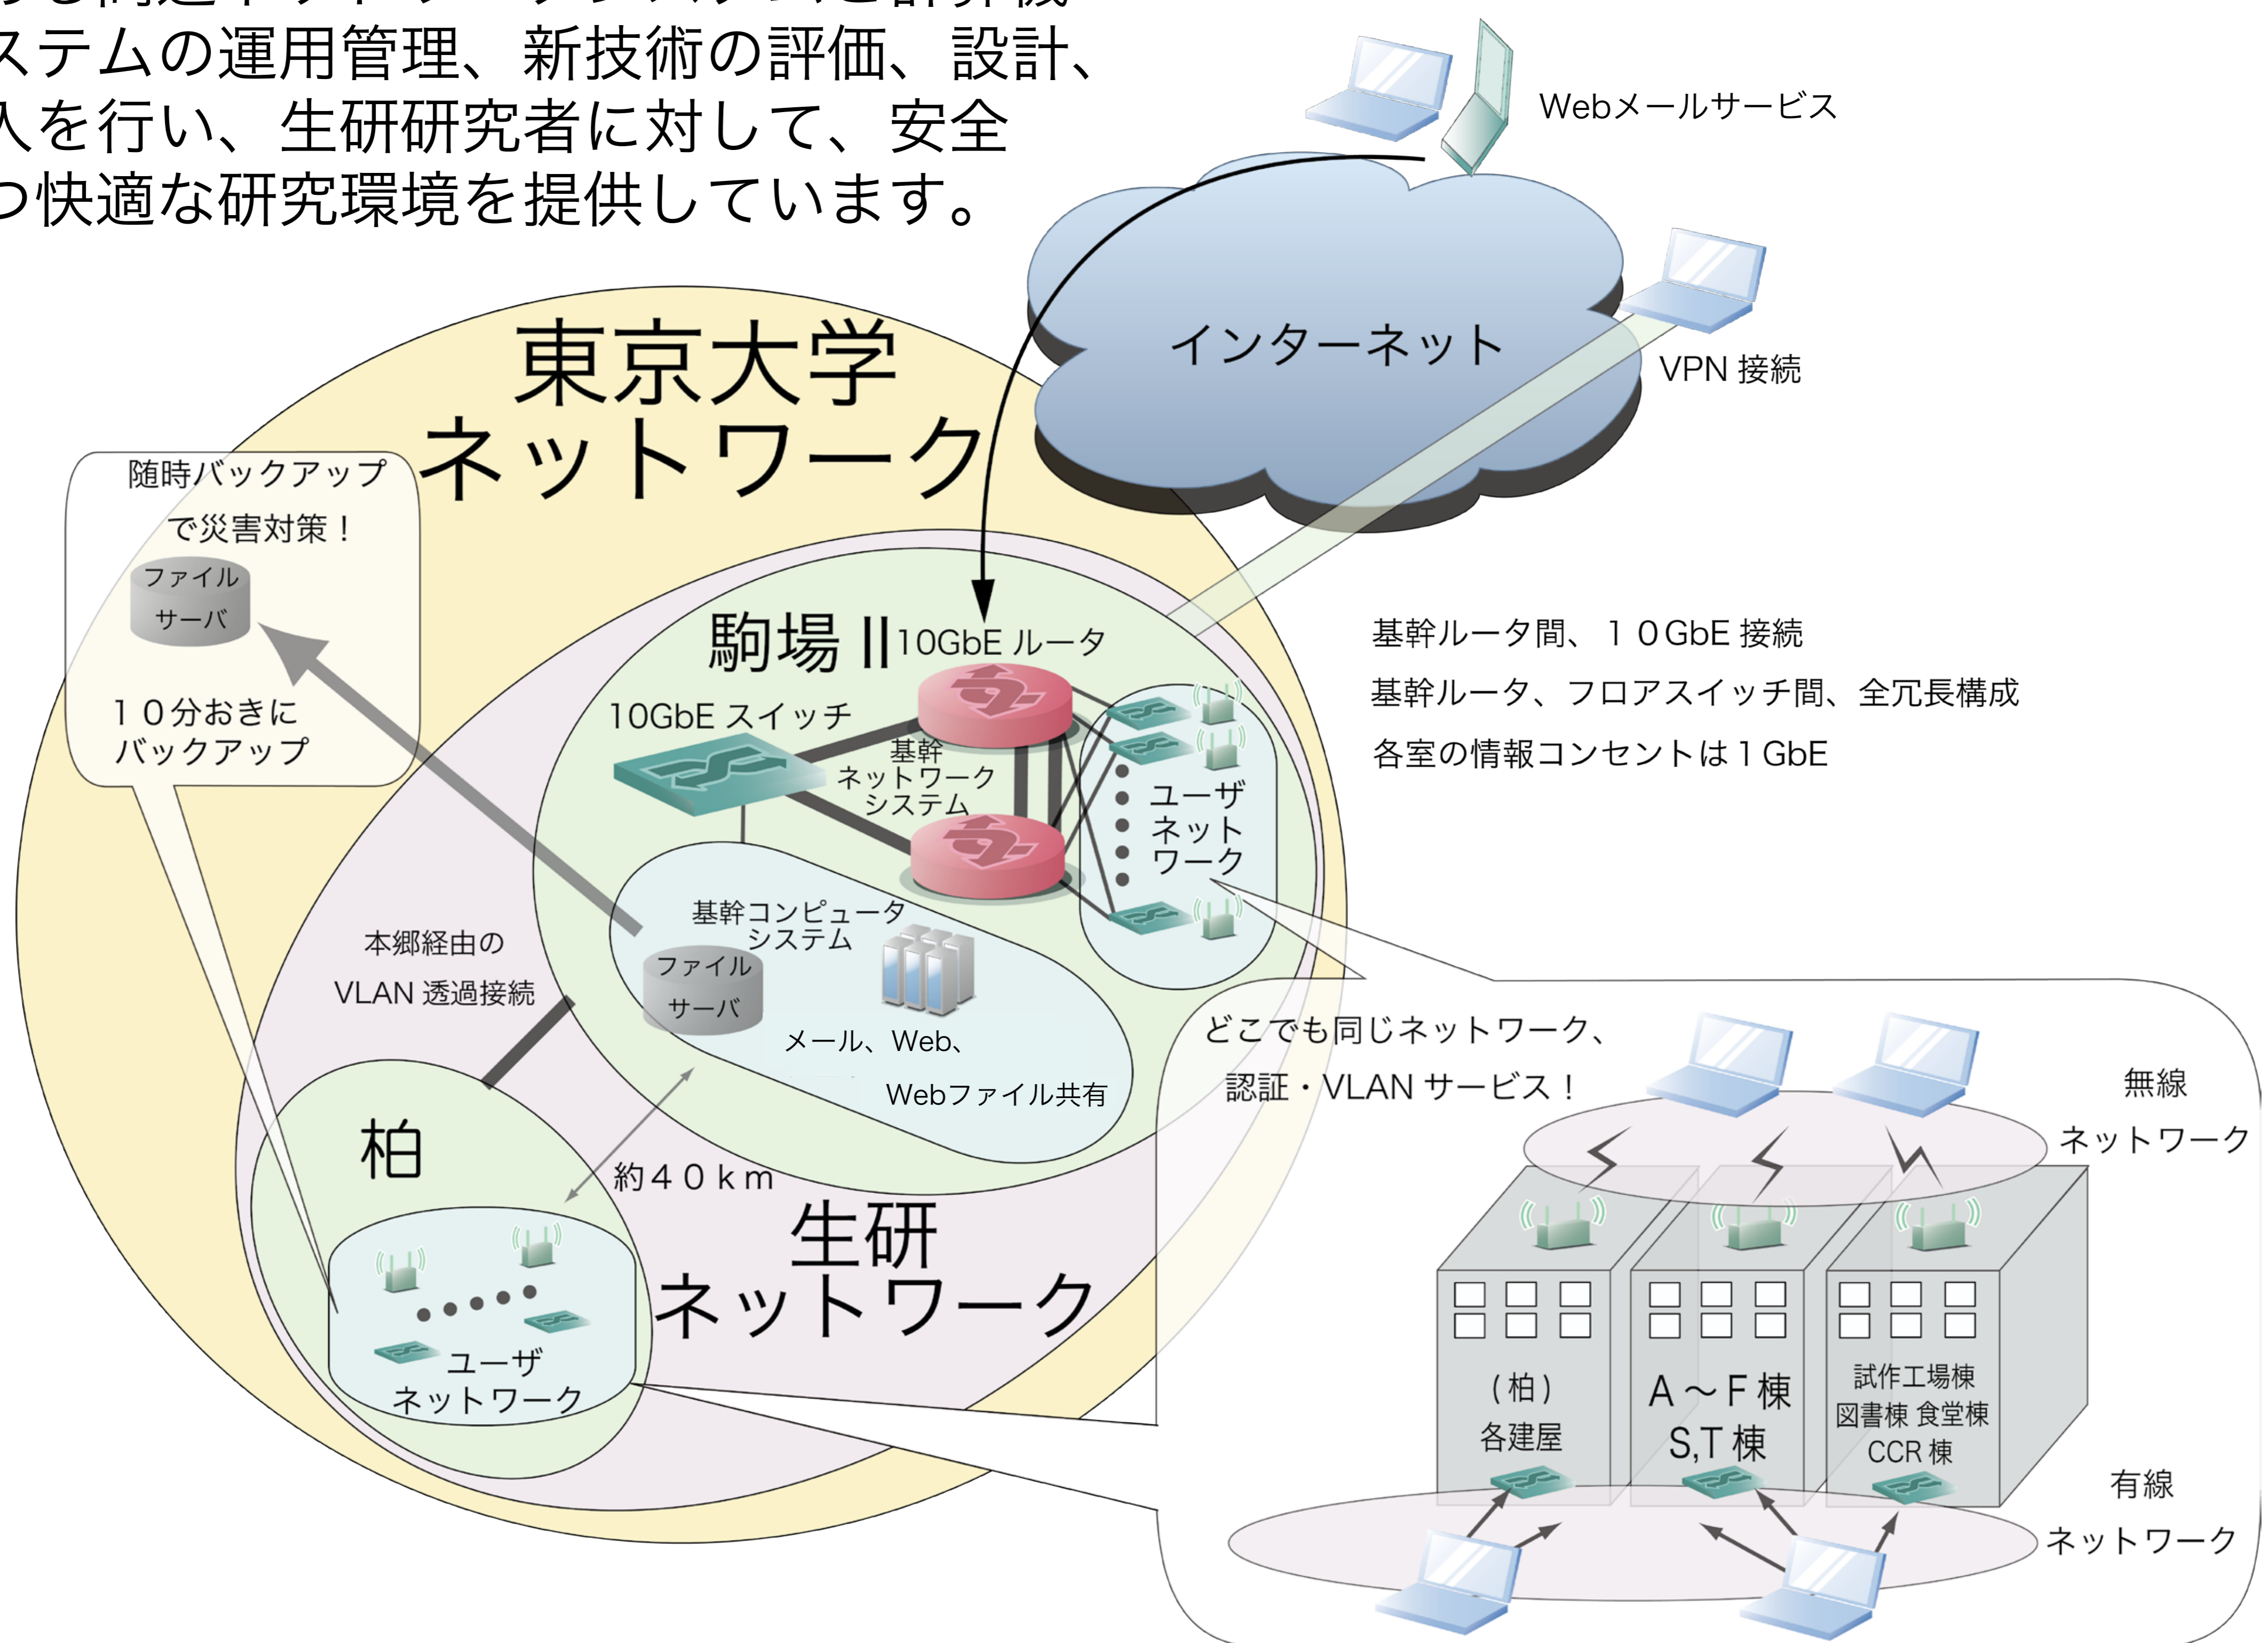 ステムの運用管理、新技術の評価、設計、
入を行い、生研研究者に対して、安全
つ快適な研究環境を提供しています。
Webメールサービス
インターネット
VPN 接続
東京大学
ネットワーク
随時バックアップ
で災害対策！
ファイル
サーバ
１０分おきに
バックアップ
駒場 II
10GbE ルータ
10GbE スイッチ
基幹
ネットワーク
システム
ユーザ
ネット
ワーク
基幹ルータ間、１０GbE 接続
基幹ルータ、フロアスイッチ間、全冗長構成
各室の情報コンセントは１GbE
基幹コンピュータ
システム
ファイル
サーバ
メール、Web、
Webファイル共有
本郷経由の
VLAN 透過接続
柏
約４０ｋｍ
生研
ネットワーク
ユーザ
ネットワーク
どこでも同じネットワーク、
認証・VLAN サービス！
無線
ネットワーク
(柏)
各建屋
A～F 棟
S,T 棟
試作工場棟
図書棟 食堂棟
CCR 棟
有線
ネットワーク